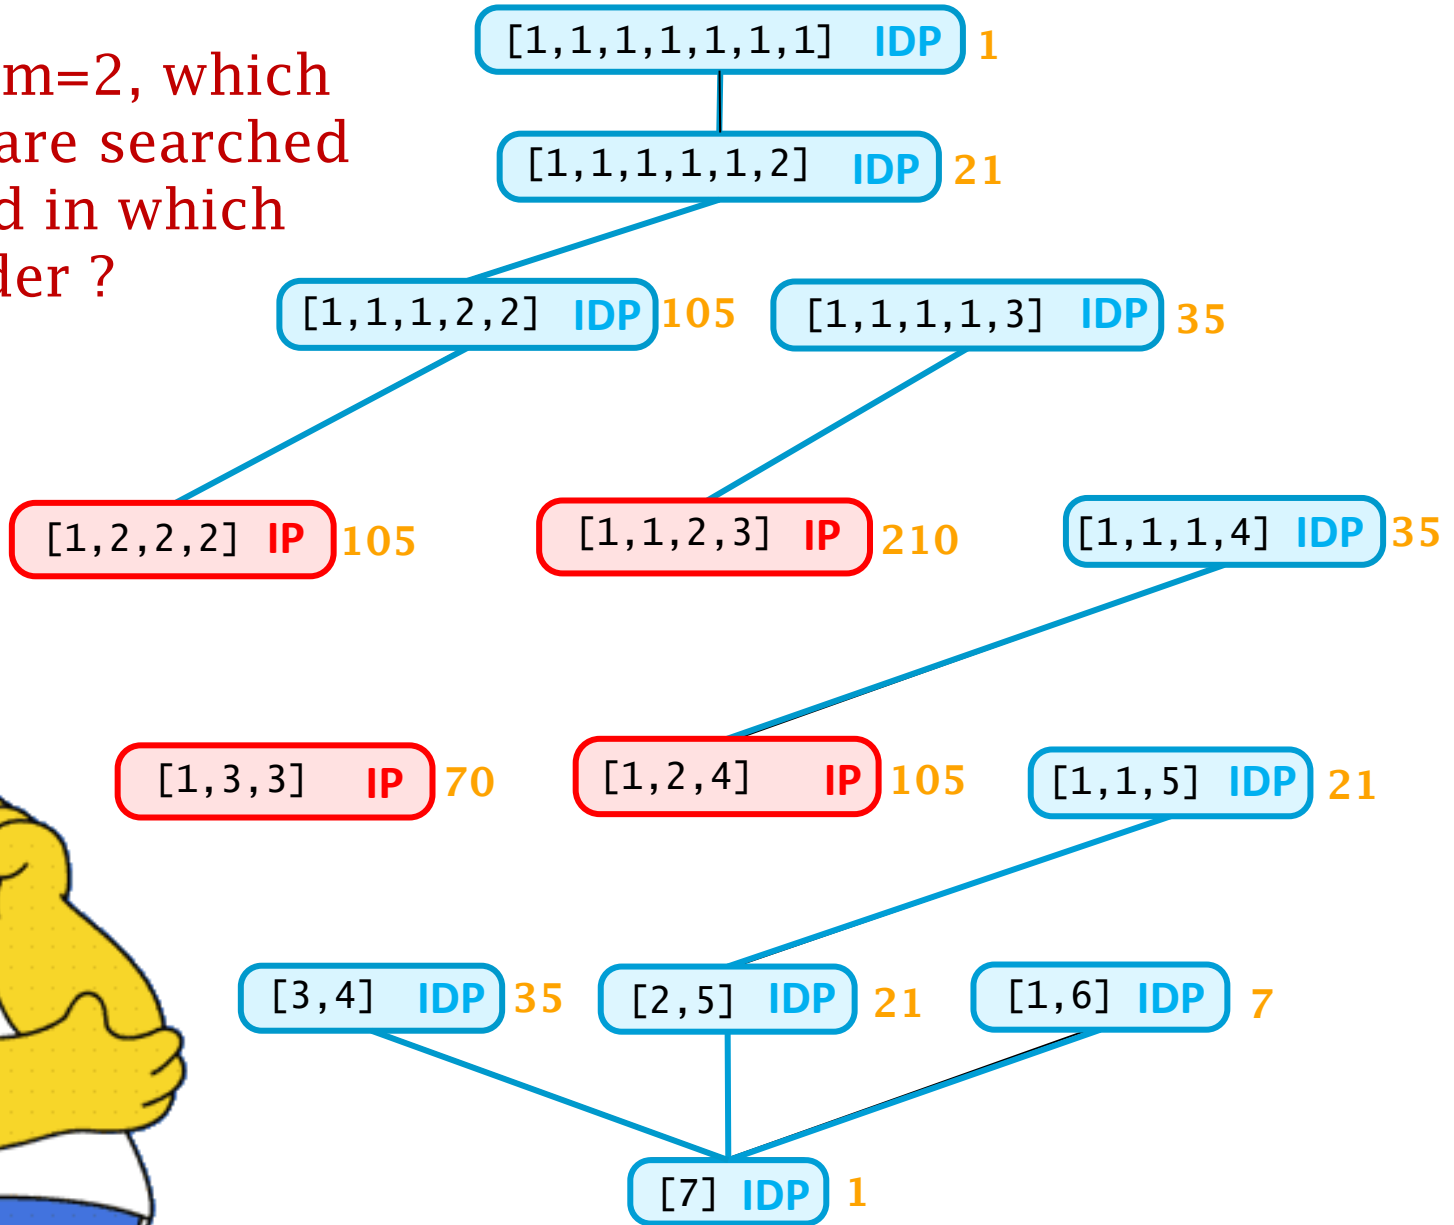 [1,1,1,1,1,1,1] IDP 1
m=2, which
are searched
in which
?
[1,1,1,1,1,2] IDP 21
[1,1,1,2,2] IDP 105
[1,1,1,1,3] IDP 35
[1,2,2,2] IP 105
[1,1,2,3] IP 210
[1,1,1,4] IDP 35
[1,3,3] IP 70
[1,2,4] IP 105
[1,1,5] IDP 21
[3,4] IDP 35
[2,5] IDP 21
[1,6] IDP 7
[7] IDP 1